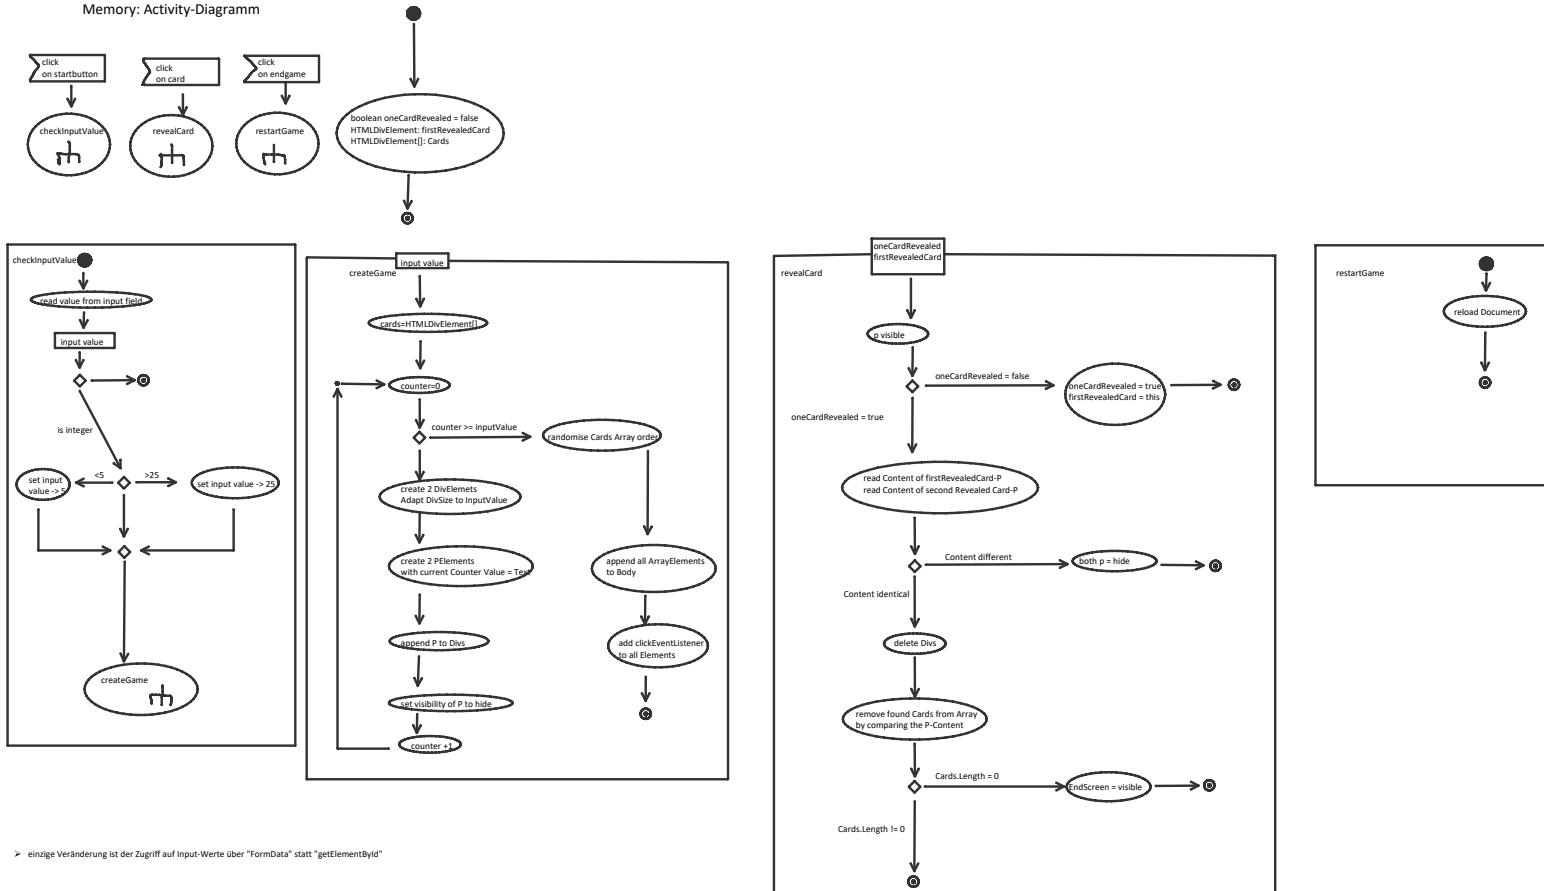 Memory: Activity-Diagramm
click
on startbutton
click
on card
click
on endgame
checkInputValue
revealCard
restartGame
boolean oneCardRevealed = false
HTMLDivElement: firstRevealedCard
HTMLDivElement[]: Cards
checkInputValue
read value from input field
input value
is integer
<5
>25
set input
value -> 5
set input value -> 25
createGame
input value
createGame
cards=HTMLDivElement[]
counter=0
counter >= inputValue
randomise Cards Array order
create 2 DivElemets
Adapt DivSize to InputValue
create 2 PElements
with current Counter Value = Text
append P to Divs
set visibility of P to hide
counter +1
append all ArrayElements
to Body
add clickEventListener
to all Elements
oneCardRevealed
firstRevealedCard
revealCard
p visible
oneCardRevealed = false
oneCardRevealed = true
firstRevealedCard = this
oneCardRevealed = true
read Content of firstRevealedCard-P
read Content of second Revealed Card-P
Content different
both p = hide
Content identical
delete Divs
remove found Cards from Array
by comparing the P-Content
Cards.Length = 0
EndScreen = visible
Cards.Length != 0
restartGame
reload Document
➢ einzige Veränderung ist der Zugriff auf Input-Werte über "FormData" statt "getElementById"